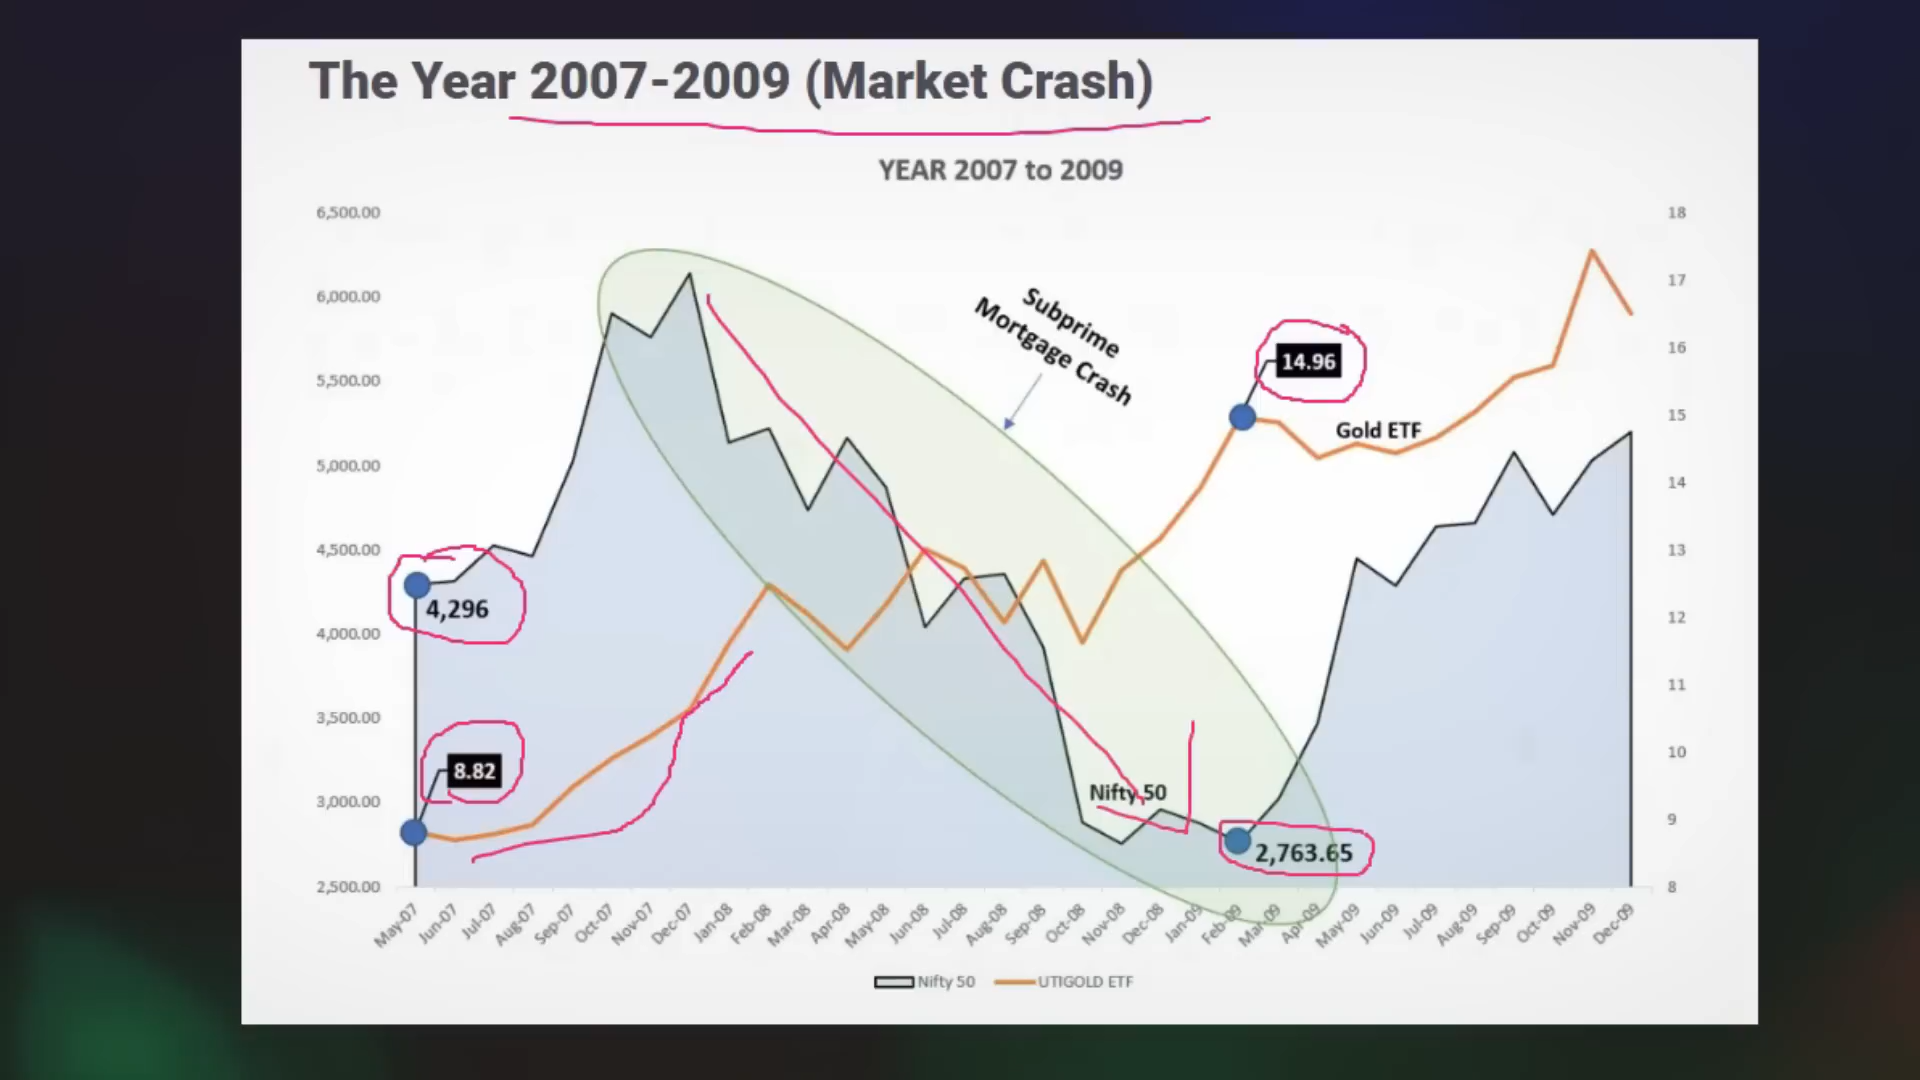 The Year 2007-2009 (Market Crash)
YEAR 2007 to 2009
6,500.00
6,000.00
5,500.00
5,000.00
4,500.00
4,000.00
3,500.00
3,000.00
2,500.00
18
17
16
15
14
13
12
11
10
9
8
Subprime
Mortgage Crash
14.96
Gold ETF
4,296
8.82
Nifty 50
2,763.65
May-07
Jun-07
Jul-07
Aug-07
Sep-07
Oct-07
Nov-07
Dec-07
Jan-08
Feb-08
Mar-08
Apr-08
May-08
Jun-08
Jul-08
Aug-08
Sep-08
Oct-08
Nov-08
Dec-08
Jan-09
Feb-09
Mar-09
Apr-09
May-09
Jun-09
Jul-09
Aug-09
Sep-09
Oct-09
Nov-09
Dec-09
Nifty 50
UTIGOLD ETF